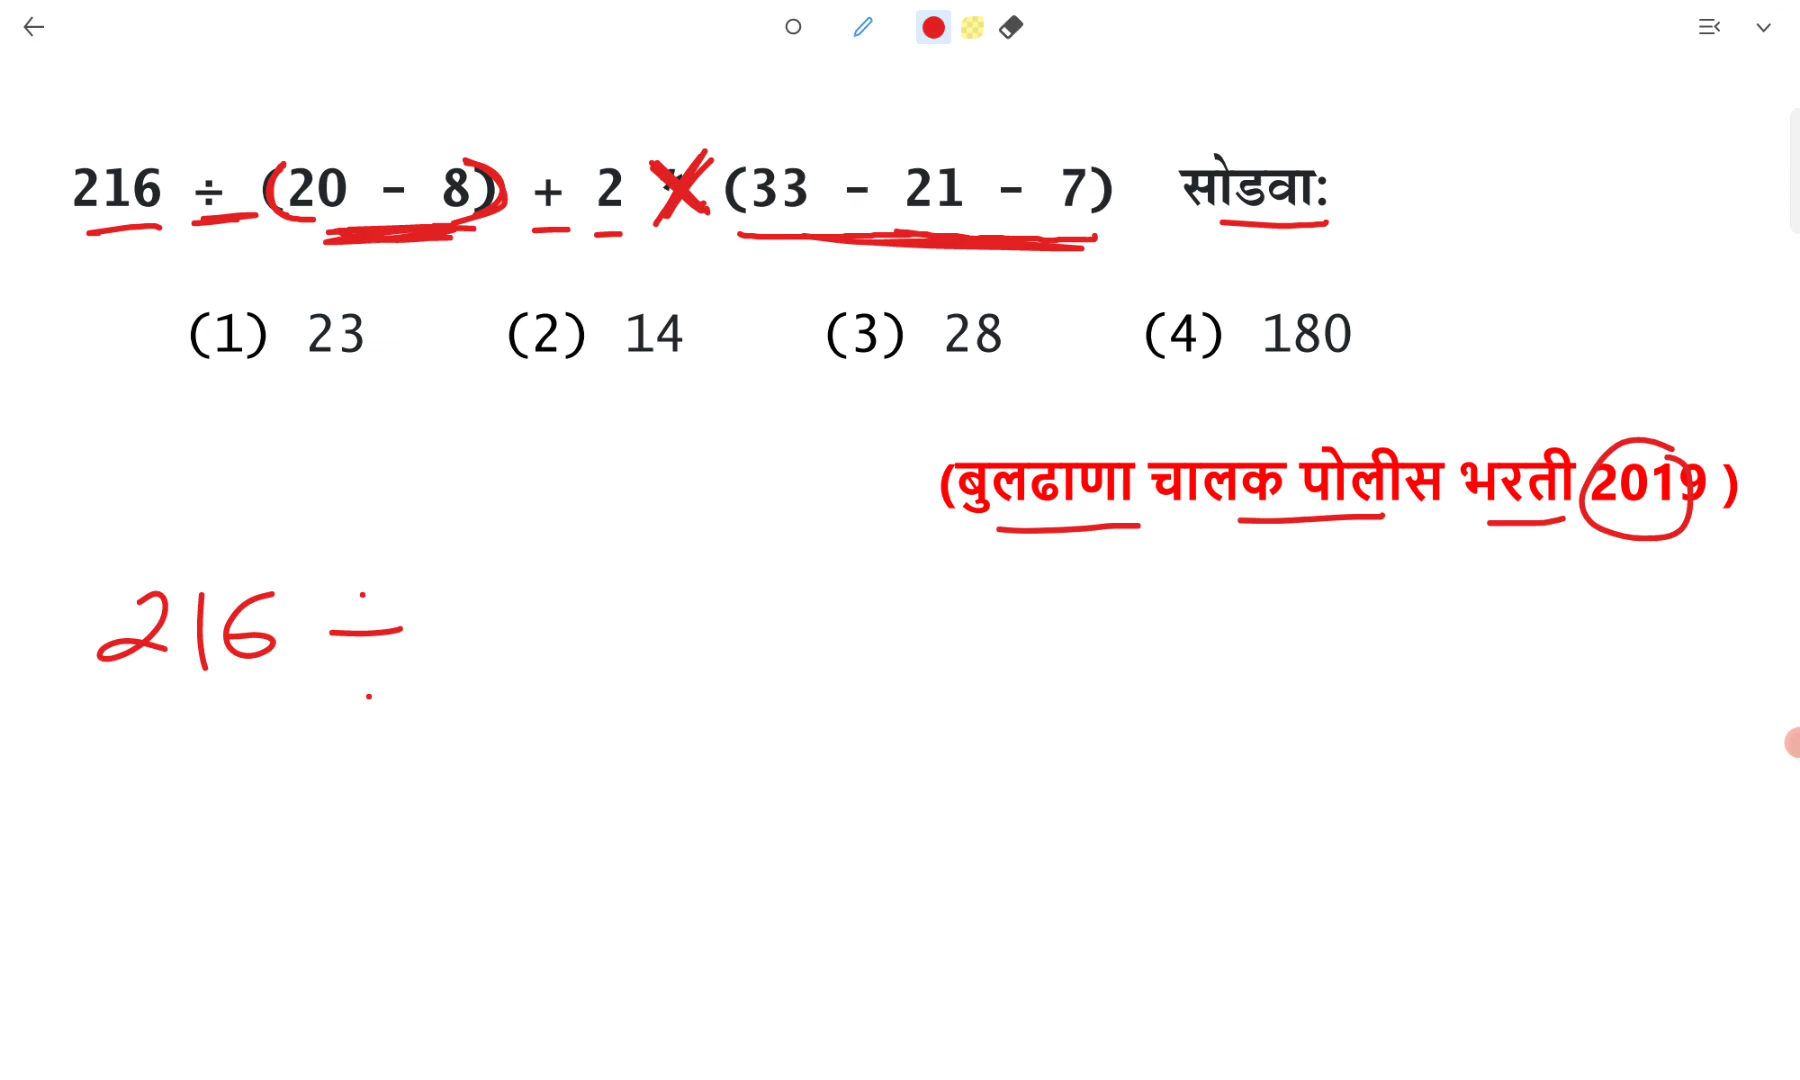 216 ÷ (20 - 8) + 2 × (33 - 21 - 7) सोडवा:
(1) 23 (2) 14 (3) 28 (4) 180
(बुलढाणा चालक पोलीस भरती 2019 )
216 ÷